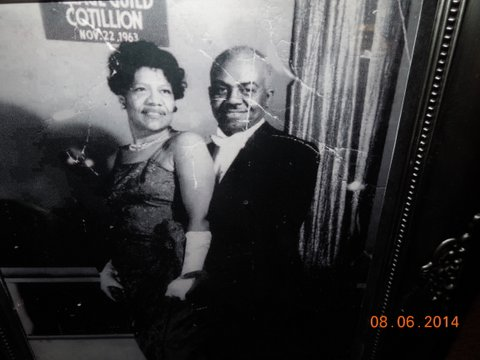 GUILD
COTILLION
NOV. 22, 1963
08.06.2014